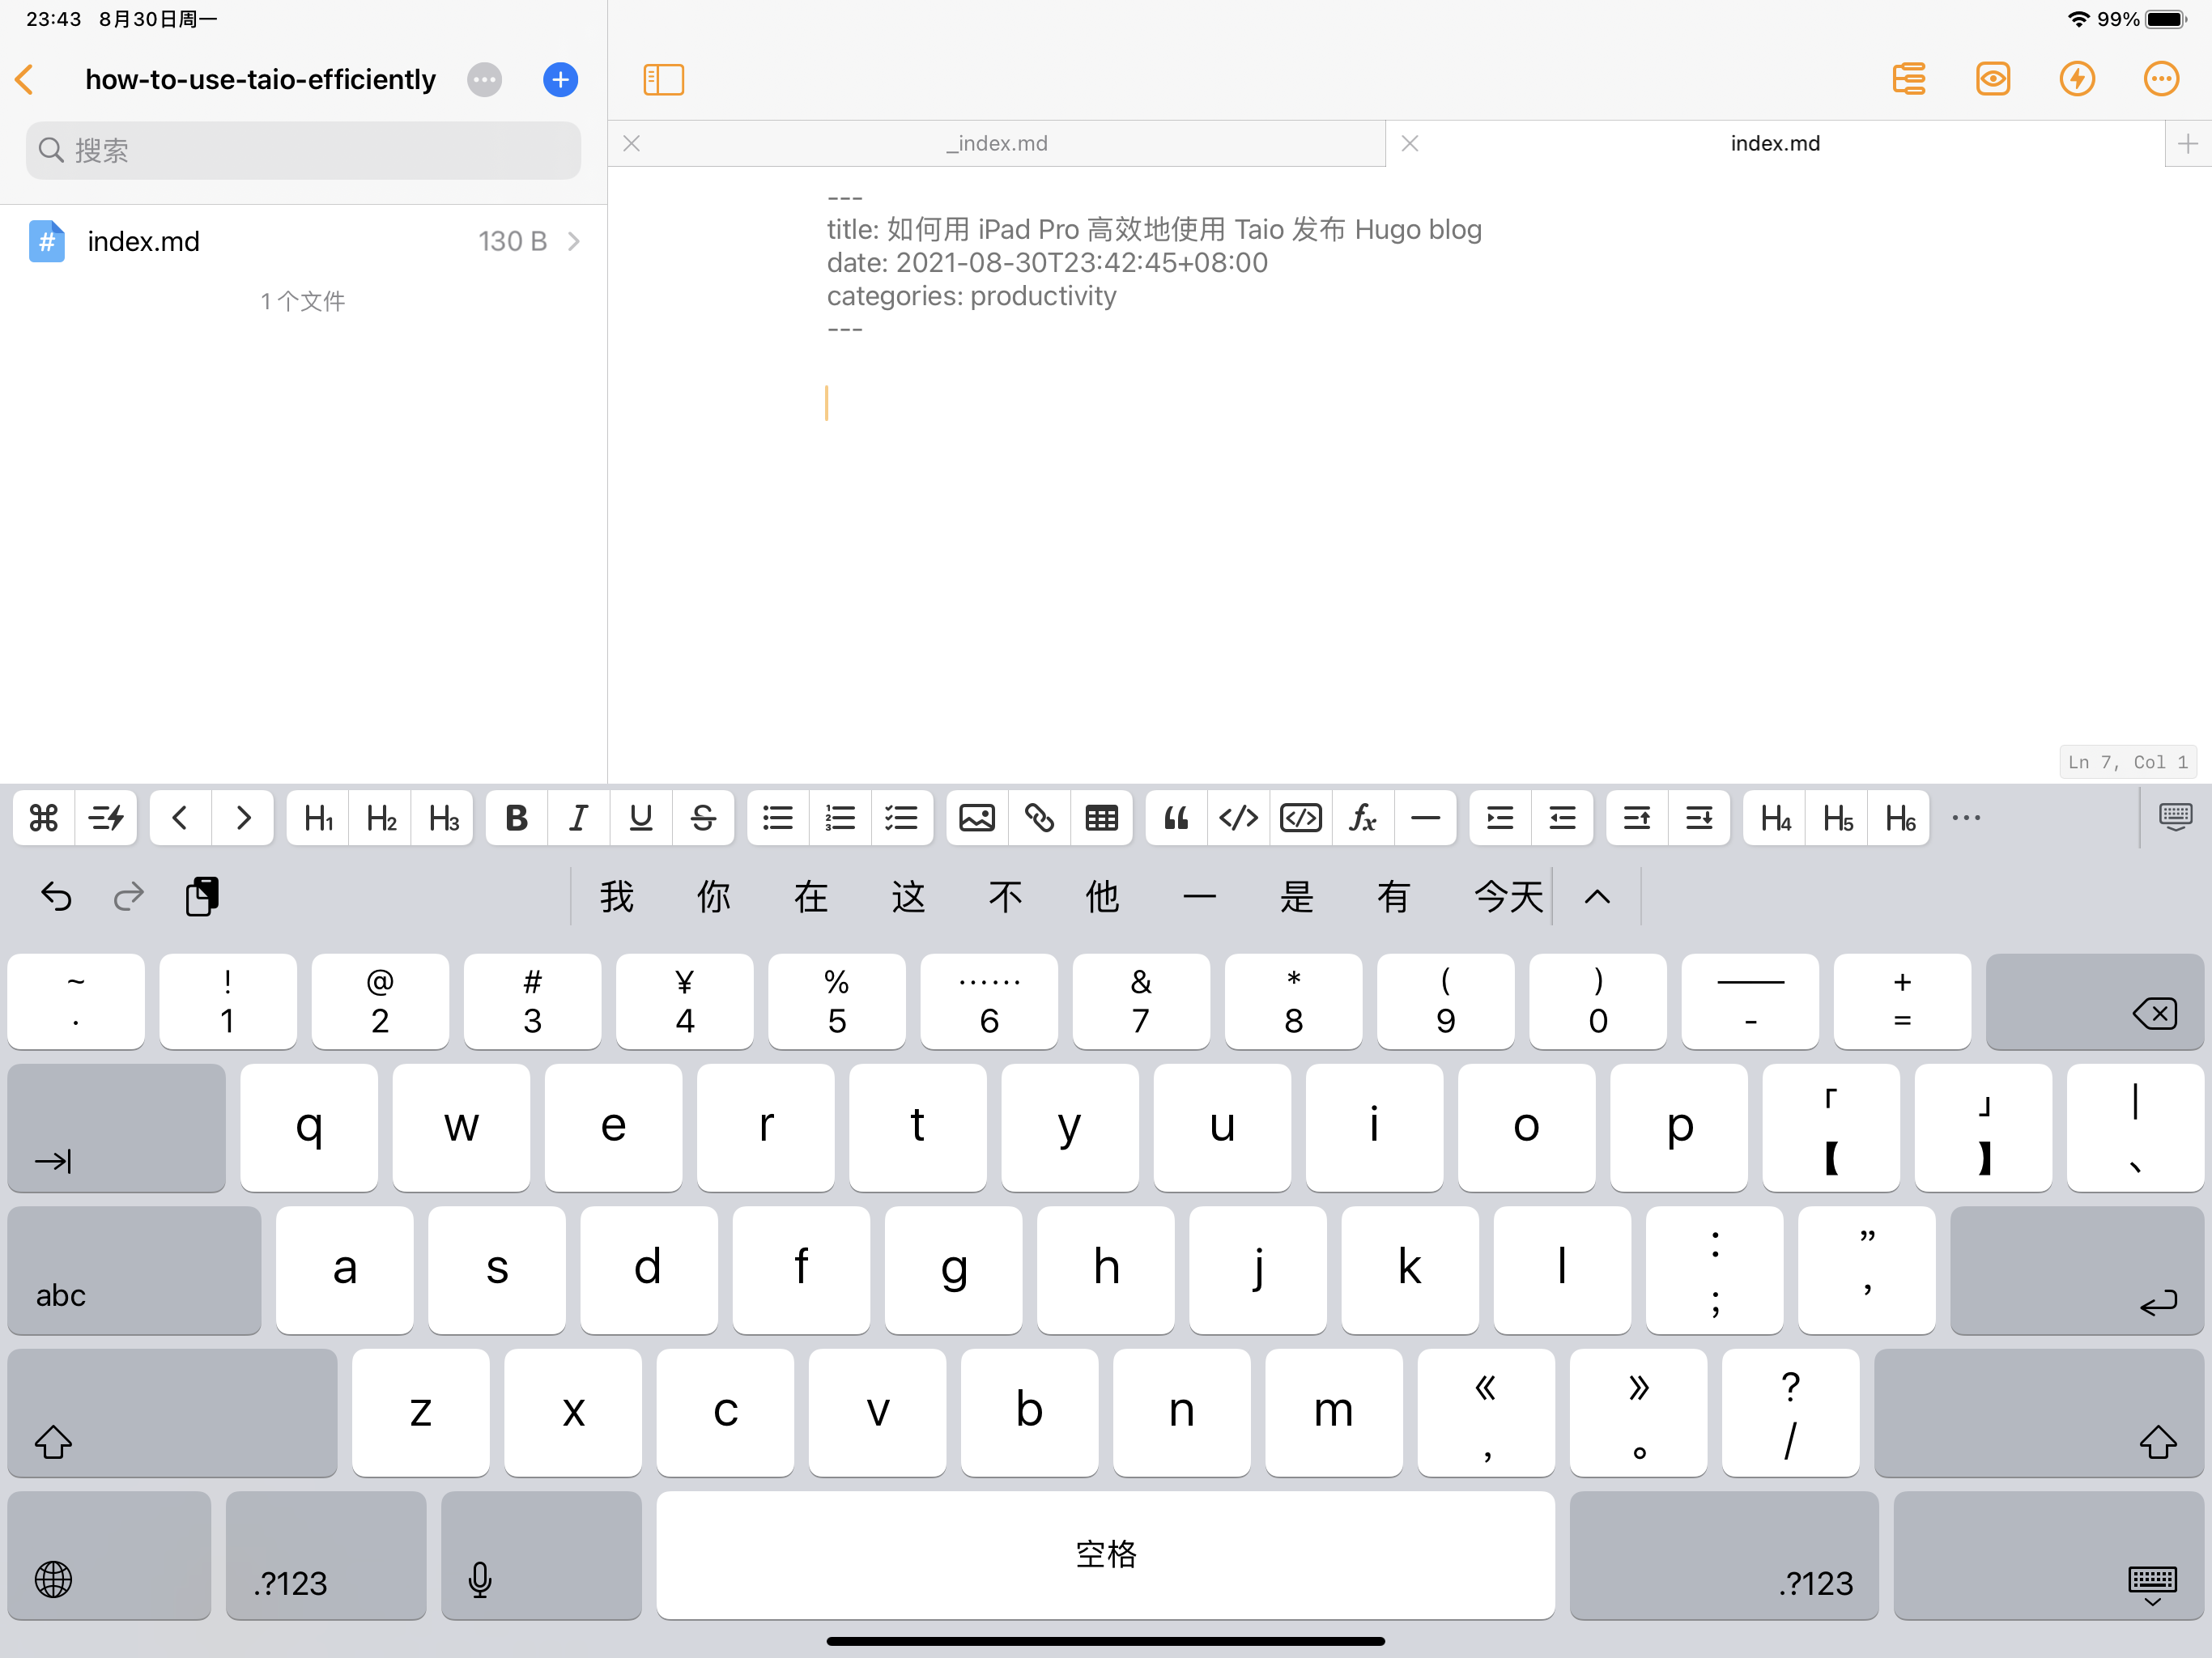 23:43 8月30日周一
99%
how-to-use-taio-efficiently
搜索
index.md 130 B
1 个文件
_index.md
index.md
---
title: 如何用 iPad Pro 高效地使用 Taio 发布 Hugo blog
date: 2021-08-30T23:42:45+08:00
categories: productivity
---
Ln 7, Col 1
H1 H2 H3 B I U S fx H4 H5 H6 ···
我 你 在 这 不 他 一 是 有 今天
~ ! @ # ¥ % …… & * ( ) —— +
· 1 2 3 4 5 6 7 8 9 0 - =
q w e r t y u i o p 「 」 |
【 】 、
abc a s d f g h j k l : ”
; ’
z x c v b n m 《 》 ?
, 。 /
.?123 空格 .?123